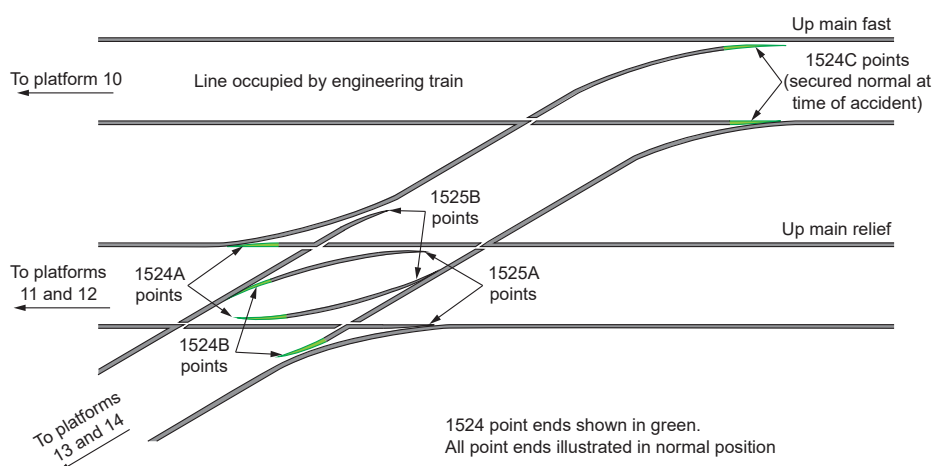 Up main fast
To platform 10
Line occupied by engineering train
1524C points
(secured normal at
time of accident)
1525B
points
Up main relief
To platforms
11 and 12
1524A
points
1525A
points
1524B
points
To platforms
13 and 14
1524 point ends shown in green.
All point ends illustrated in normal position